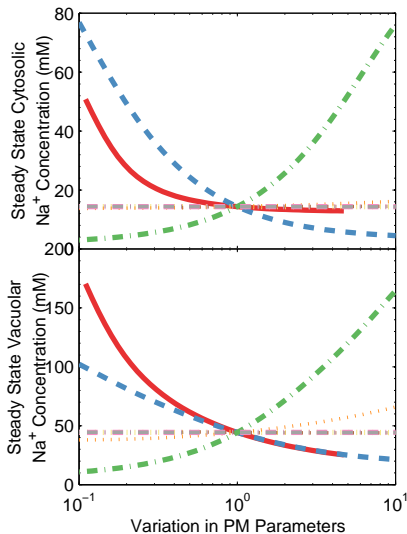 80
60
40
20
Steady State Cytosolic
Na⁺ Concentration (mM)
200
150
100
50
0
Steady State Vacuolar
Na⁺ Concentration (mM)
10⁻¹
10⁰
10¹
Variation in PM Parameters